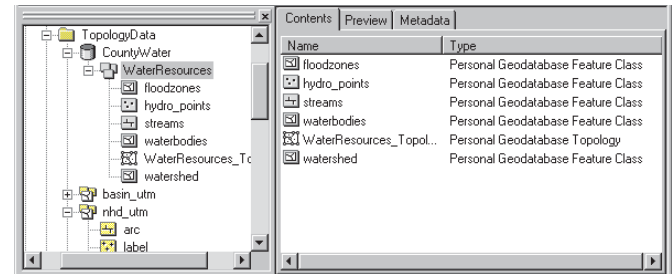 TopologyData
CountyWater
WaterResources
floodzones
hydro_points
streams
waterbodies
WaterResources_To
watershed
basin_utm
nhd_utm
arc
label
Contents Preview Metadata
Name Type
floodzones Personal Geodatabase Feature Class
hydro_points Personal Geodatabase Feature Class
streams Personal Geodatabase Feature Class
waterbodies Personal Geodatabase Feature Class
WaterResources_Topol... Personal Geodatabase Topology
watershed Personal Geodatabase Feature Class